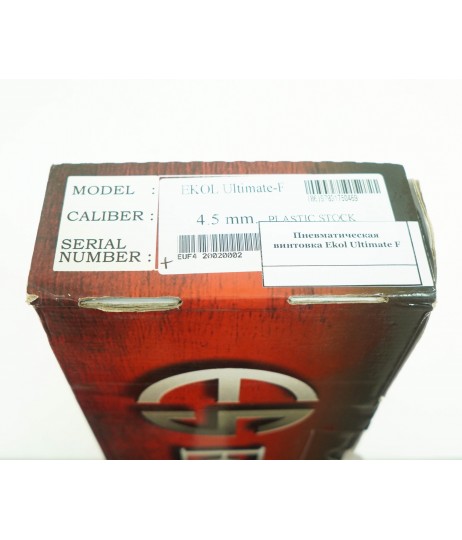 MODEL : EKOL Ultimate-F
CALIBER : 4.5 mm PLASTIC STOCK
SERIAL
NUMBER : + EUF4 20020002
Пневматическая
винтовка Ekol Ultimate F